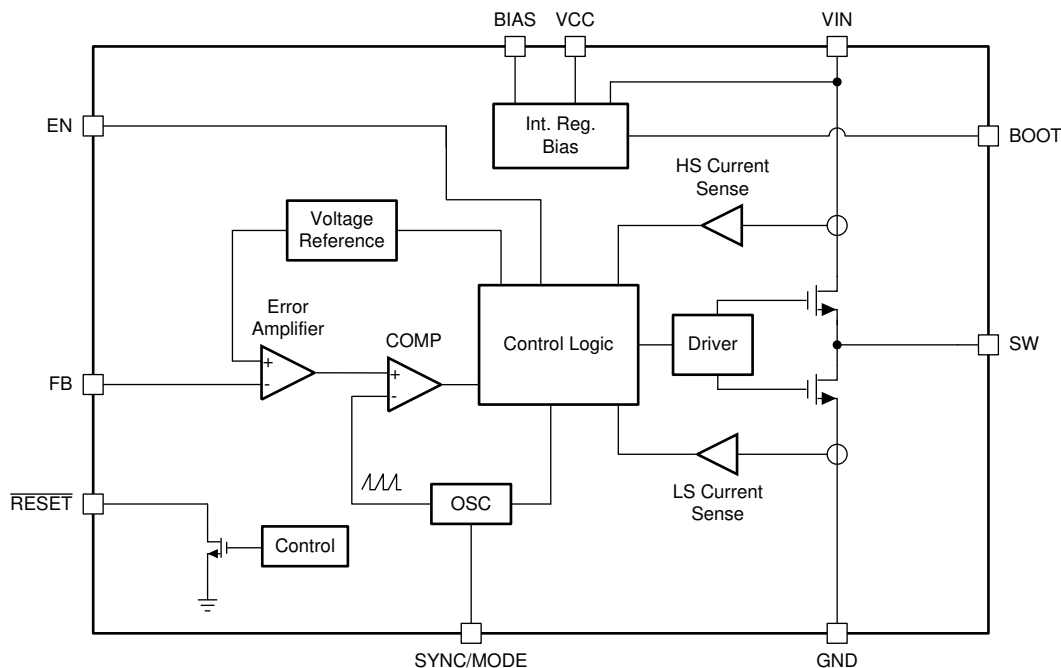 BIAS
VCC
VIN
EN
Int. Reg.
Bias
BOOT
HS Current
Sense
Voltage
Reference
Error
Amplifier
COMP
+
-
+
-
Control Logic
Driver
SW
FB
LS Current
Sense
RESET
OSC
Control
SYNC/MODE
GND